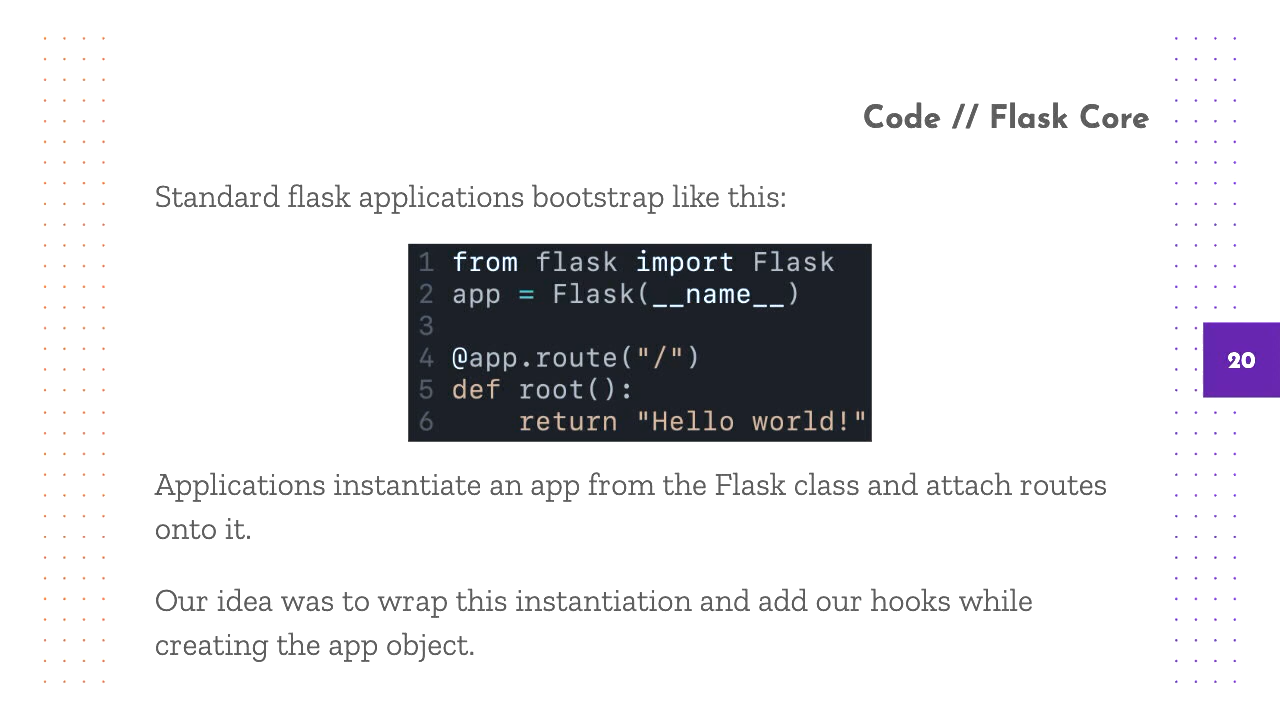 Code // Flask Core
Standard flask applications bootstrap like this:
1 from flask import Flask
2 app = Flask(__name__)
3
4 @app.route("/")
5 def root():
6     return "Hello world!"
20
Applications instantiate an app from the Flask class and attach routes
onto it.
Our idea was to wrap this instantiation and add our hooks while
creating the app object.